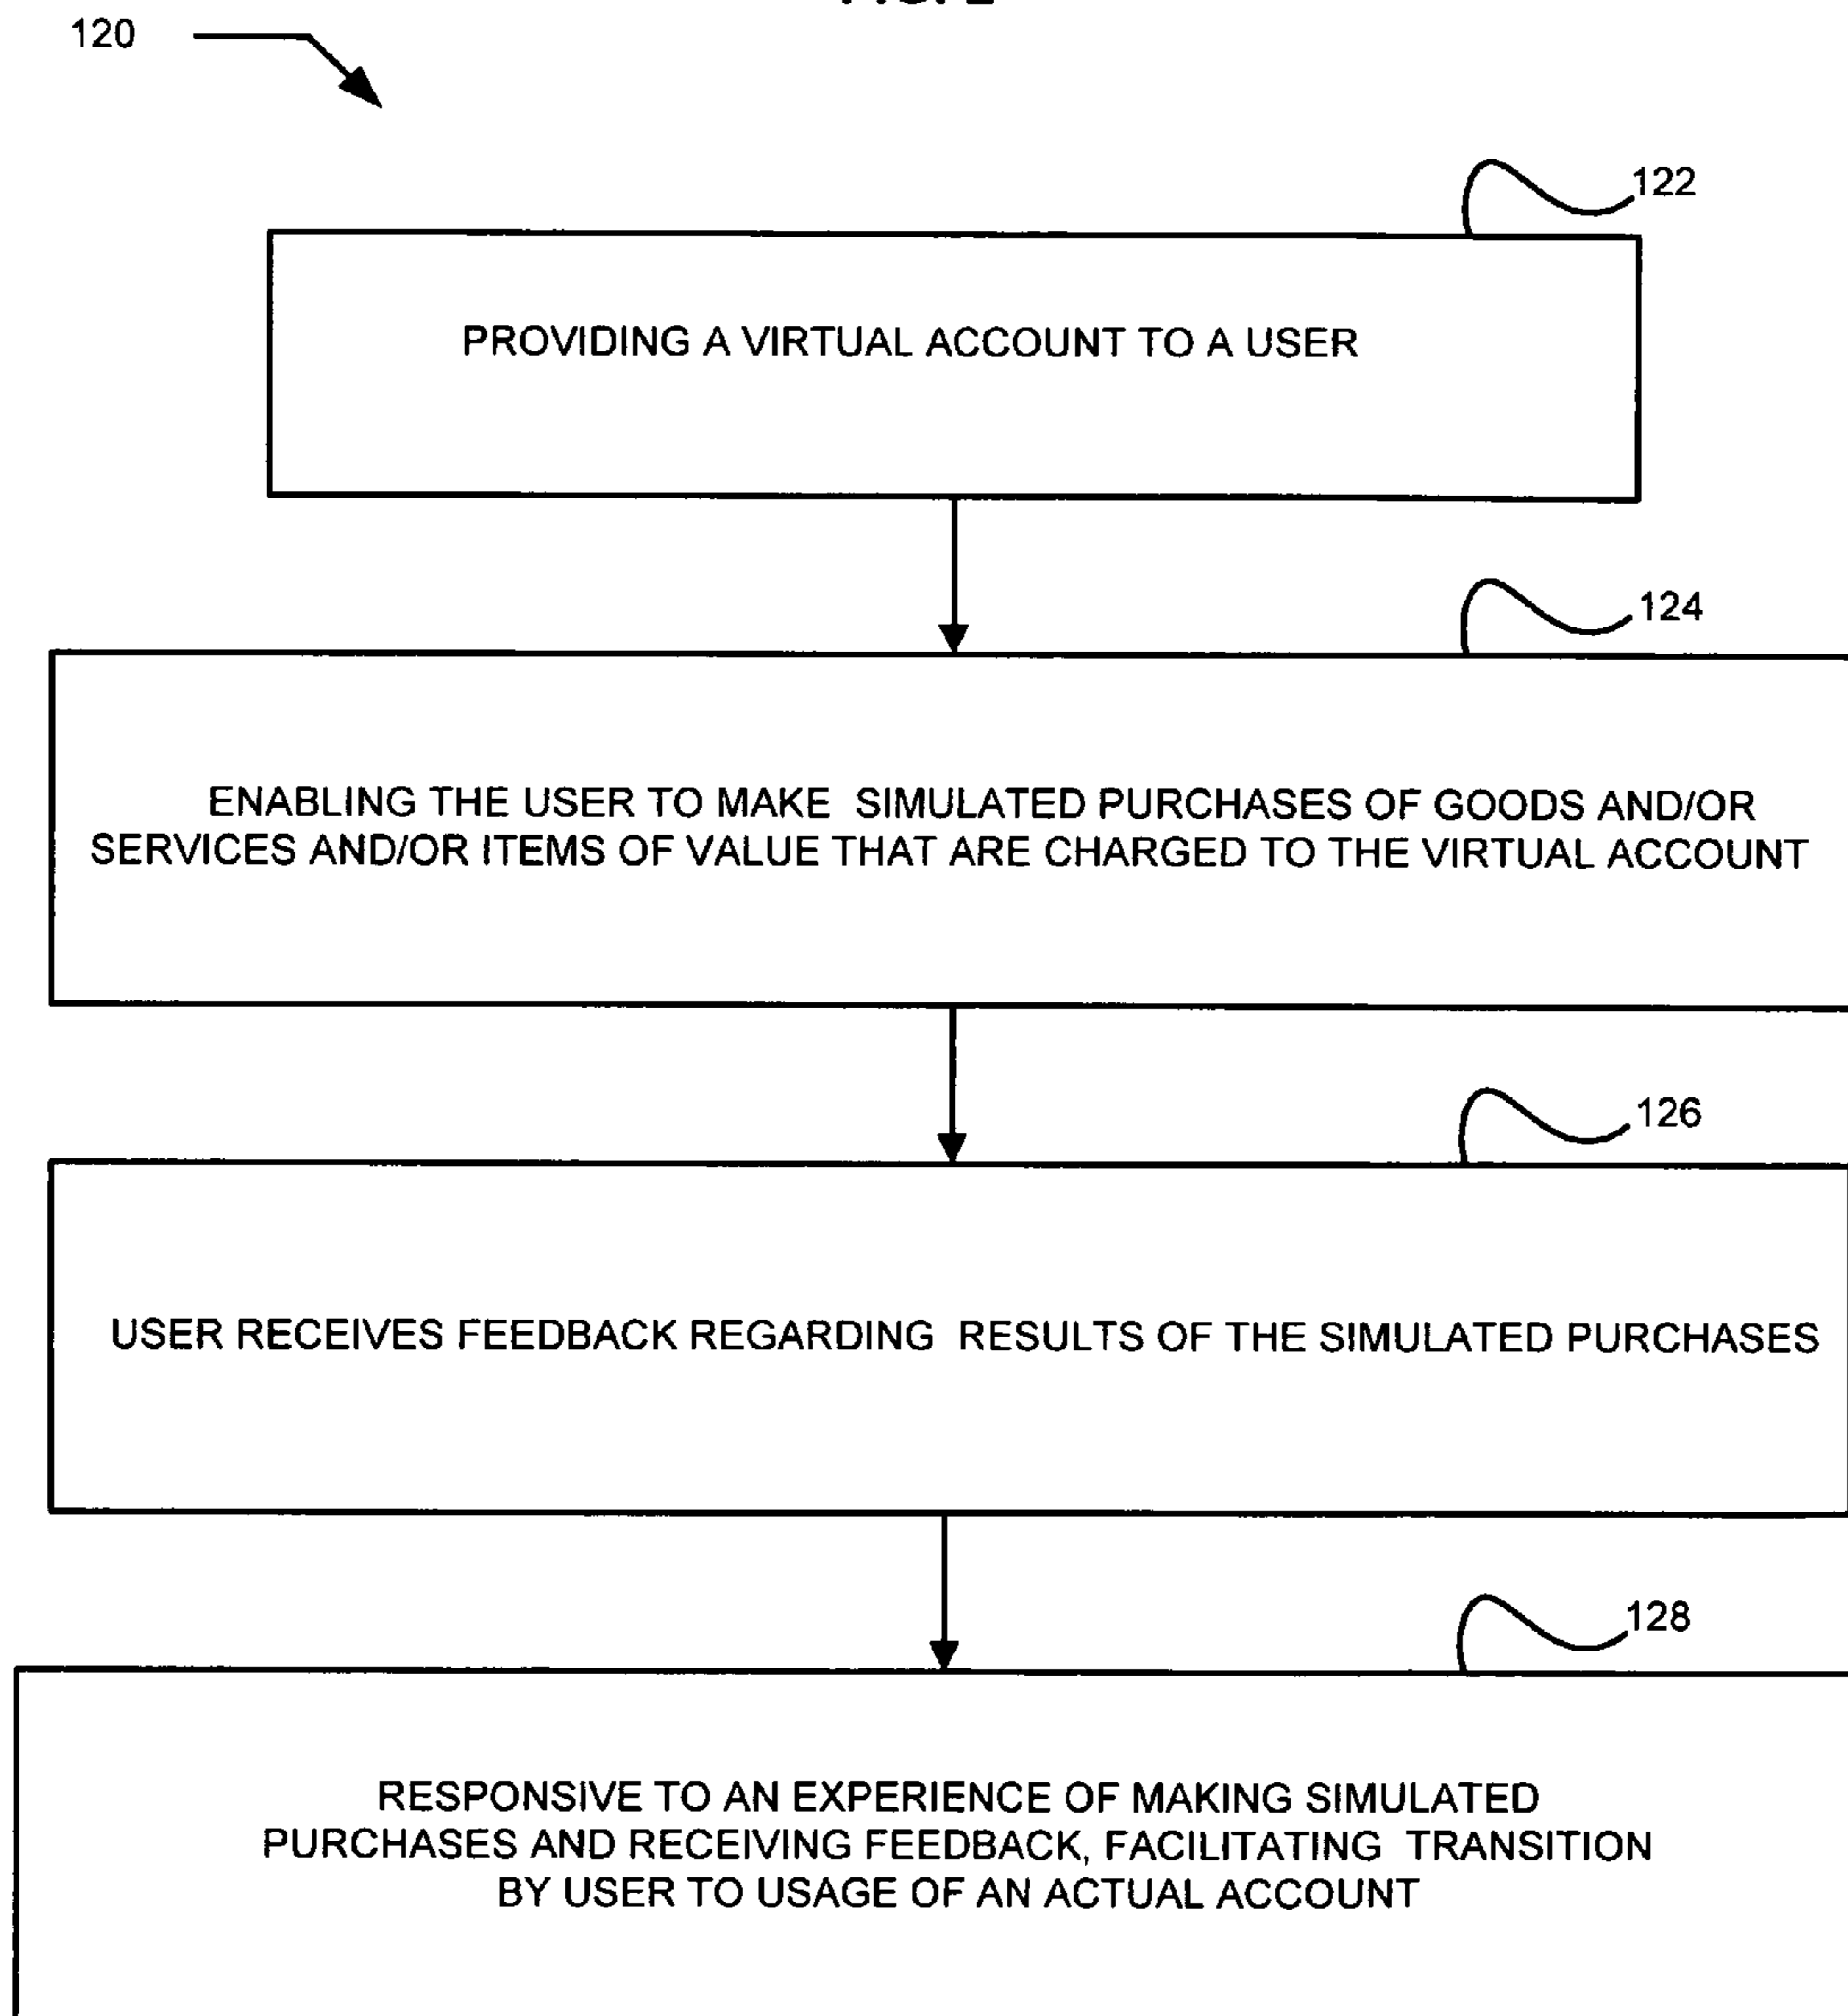 120
122
PROVIDING A VIRTUAL ACCOUNT TO A USER
124
ENABLING THE USER TO MAKE SIMULATED PURCHASES OF GOODS AND/OR
SERVICES AND/OR ITEMS OF VALUE THAT ARE CHARGED TO THE VIRTUAL ACCOUNT
126
USER RECEIVES FEEDBACK REGARDING RESULTS OF THE SIMULATED PURCHASES
128
RESPONSIVE TO AN EXPERIENCE OF MAKING SIMULATED
PURCHASES AND RECEIVING FEEDBACK, FACILITATING TRANSITION
BY USER TO USAGE OF AN ACTUAL ACCOUNT